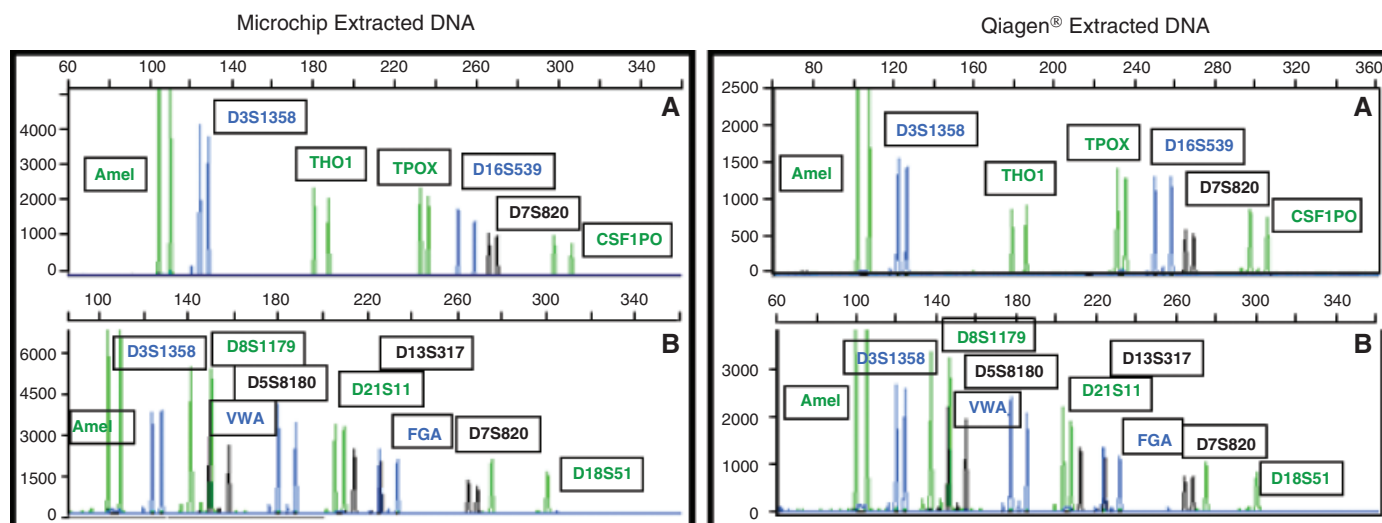 Microchip Extracted DNA
Qiagen® Extracted DNA
60 100 140 180 220 260 300 340
A
4000
3000
2000
1000
0
Amel
D3S1358
THO1
TPOX
D16S539
D7S820
CSF1PO
100 140 180 220 260 300 340
B
6000
4500
3000
1500
0
Amel
D3S1358
D8S1179
D5S8180
VWA
D13S317
D21S11
FGA
D7S820
D18S51
80 120 160 200 240 280 320 360
A
2500
2000
1500
1000
500
0
Amel
D3S1358
THO1
TPOX
D16S539
D7S820
CSF1PO
60 100 140 180 220 260 300 340
B
3000
2000
1000
0
Amel
D3S1358
D8S1179
D5S8180
VWA
D13S317
D21S11
FGA
D7S820
D18S51